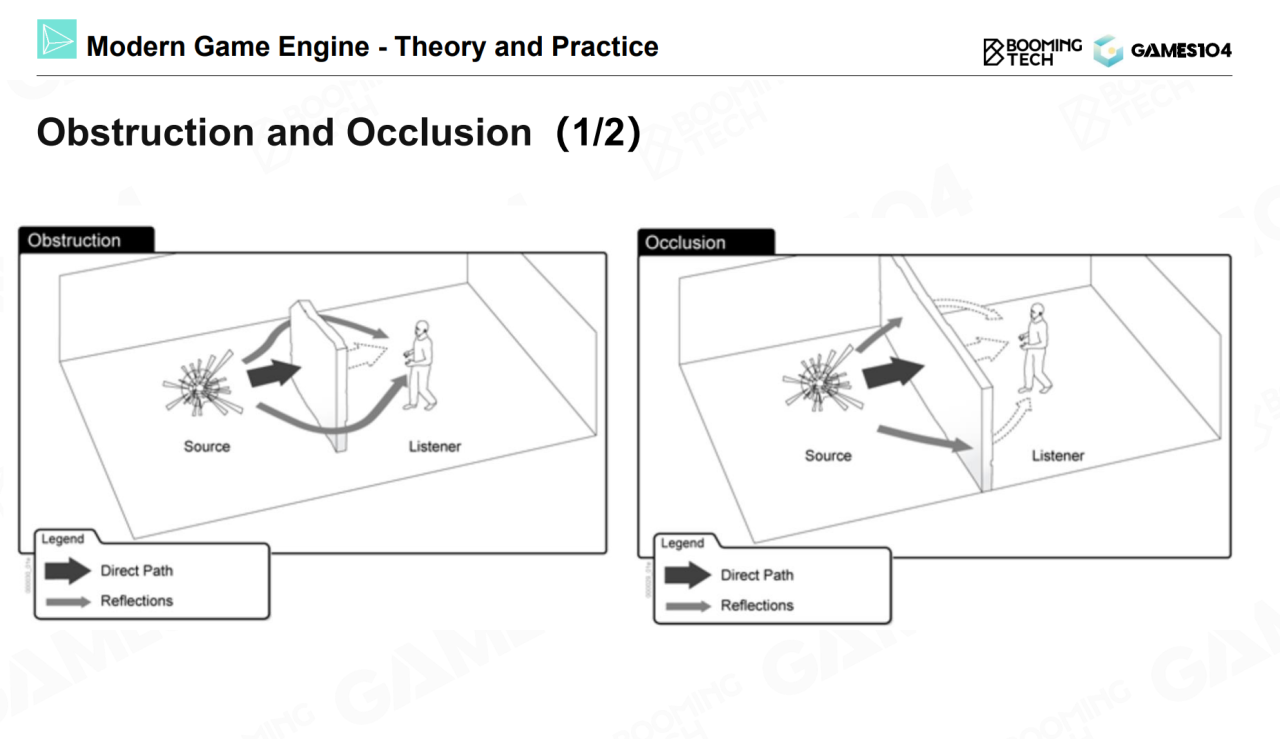 Modern Game Engine - Theory and Practice
BOOMING
TECH
GAMES104
Obstruction and Occlusion（1/2）
Obstruction
Source
Listener
Legend
Direct Path
Reflections
Occlusion
Source
Listener
Legend
Direct Path
Reflections